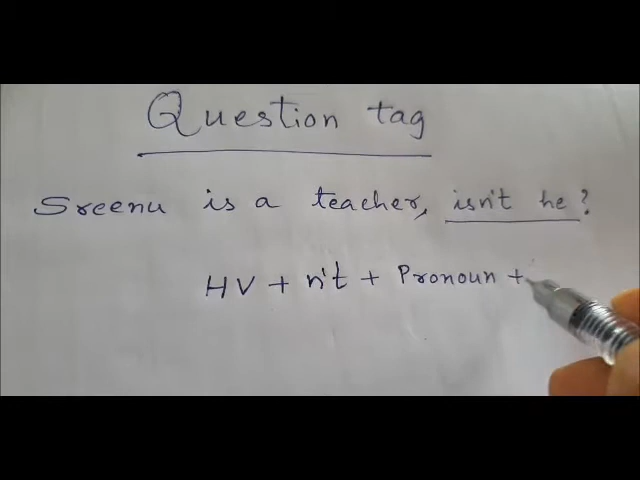 Question tag
Sreenu is a teacher, isn't he?
HV + n't + Pronoun +